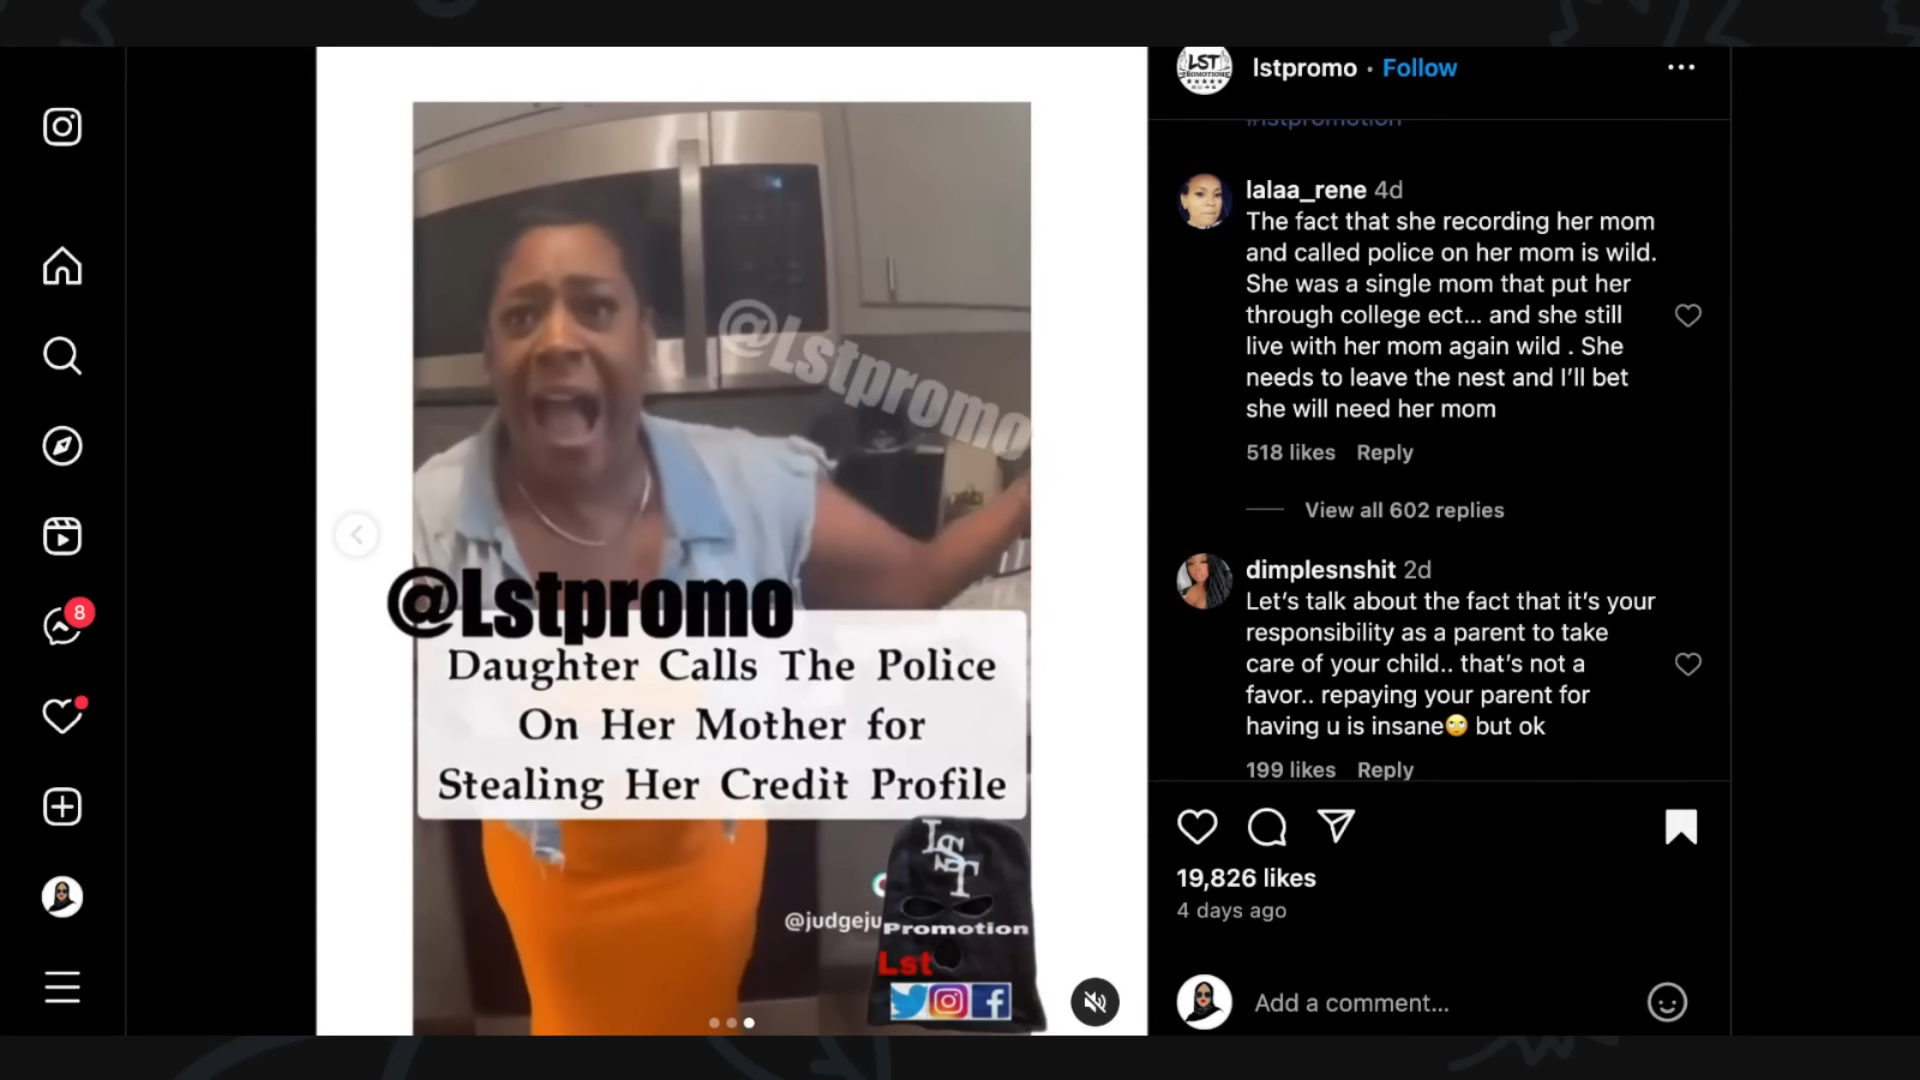 LST
PROMOTIONS
lstpromo • Follow
#lstpromotion
@Lstpromo
lalaa_rene 4d
The fact that she recording her mom
and called police on her mom is wild.
She was a single mom that put her
through college ect... and she still
live with her mom again wild . She
needs to leave the nest and I’ll bet
she will need her mom
518 likes Reply
View all 602 replies
dimplesnshit 2d
Let’s talk about the fact that it’s your
responsibility as a parent to take
care of your child.. that’s not a
favor.. repaying your parent for
having u is insane🙄 but ok
199 likes Reply
8
@Lstpromo
Daughter Calls The Police
On Her Mother for
Stealing Her Credit Profile
LST
@judgeju
Promotion
Lst
19,826 likes
4 days ago
Add a comment...